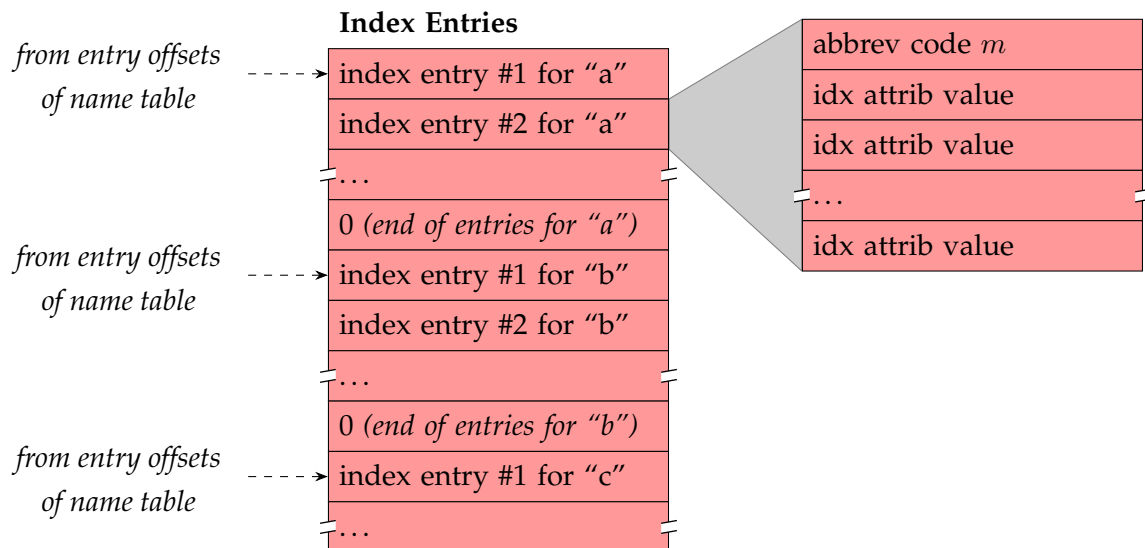 Index Entries
from entry offsets
of name table
index entry #1 for “a”
index entry #2 for “a”
. . .
0 (end of entries for “a”)
from entry offsets
of name table
index entry #1 for “b”
index entry #2 for “b”
. . .
0 (end of entries for “b”)
from entry offsets
of name table
index entry #1 for “c”
. . .
abbrev code m
idx attrib value
idx attrib value
. . .
idx attrib value